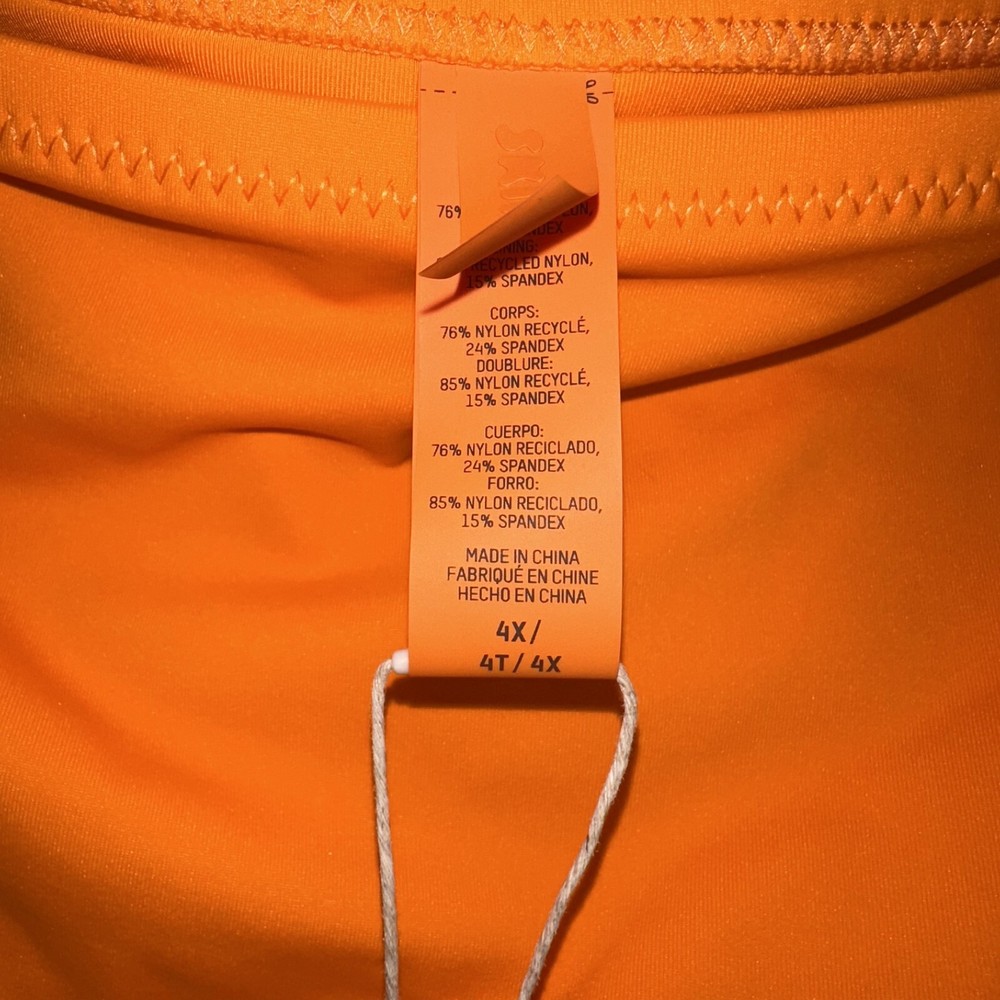 76%
NING:
RECYCLED NYLON,
15% SPANDEX
CORPS:
76% NYLON RECYCLÉ,
24% SPANDEX
DOUBLURE:
85% NYLON RECYCLÉ,
15% SPANDEX
CUERPO:
76% NYLON RECICLADO,
24% SPANDEX
FORRO:
85% NYLON RECICLADO,
15% SPANDEX
MADE IN CHINA
FABRIQUÉ EN CHINE
HECHO EN CHINA
4X/
4T/ 4X